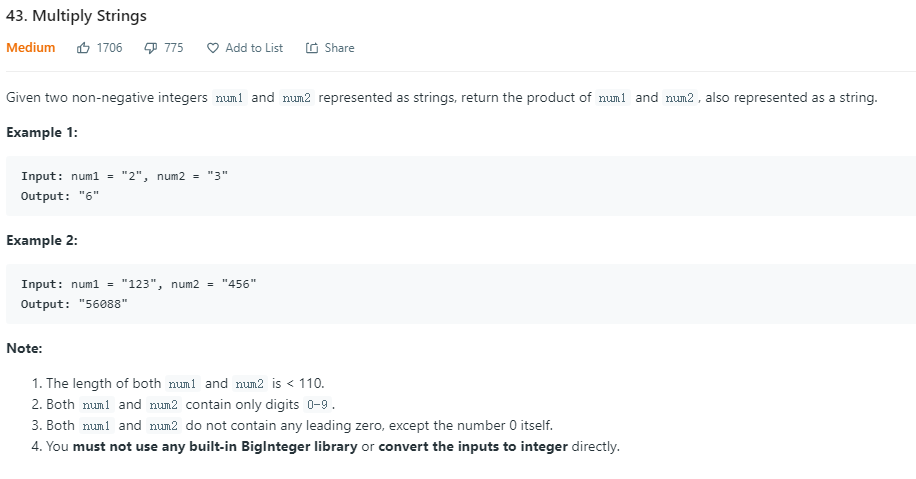 43. Multiply Strings
Medium 1706 775 Add to List Share
Given two non-negative integers num1 and num2 represented as strings, return the product of num1 and num2 , also represented as a string.
Example 1:
Input: num1 = "2", num2 = "3"
Output: "6"
Example 2:
Input: num1 = "123", num2 = "456"
Output: "56088"
Note:
1. The length of both num1 and num2 is < 110.
2. Both num1 and num2 contain only digits 0-9 .
3. Both num1 and num2 do not contain any leading zero, except the number 0 itself.
4. You must not use any built-in BigInteger library or convert the inputs to integer directly.